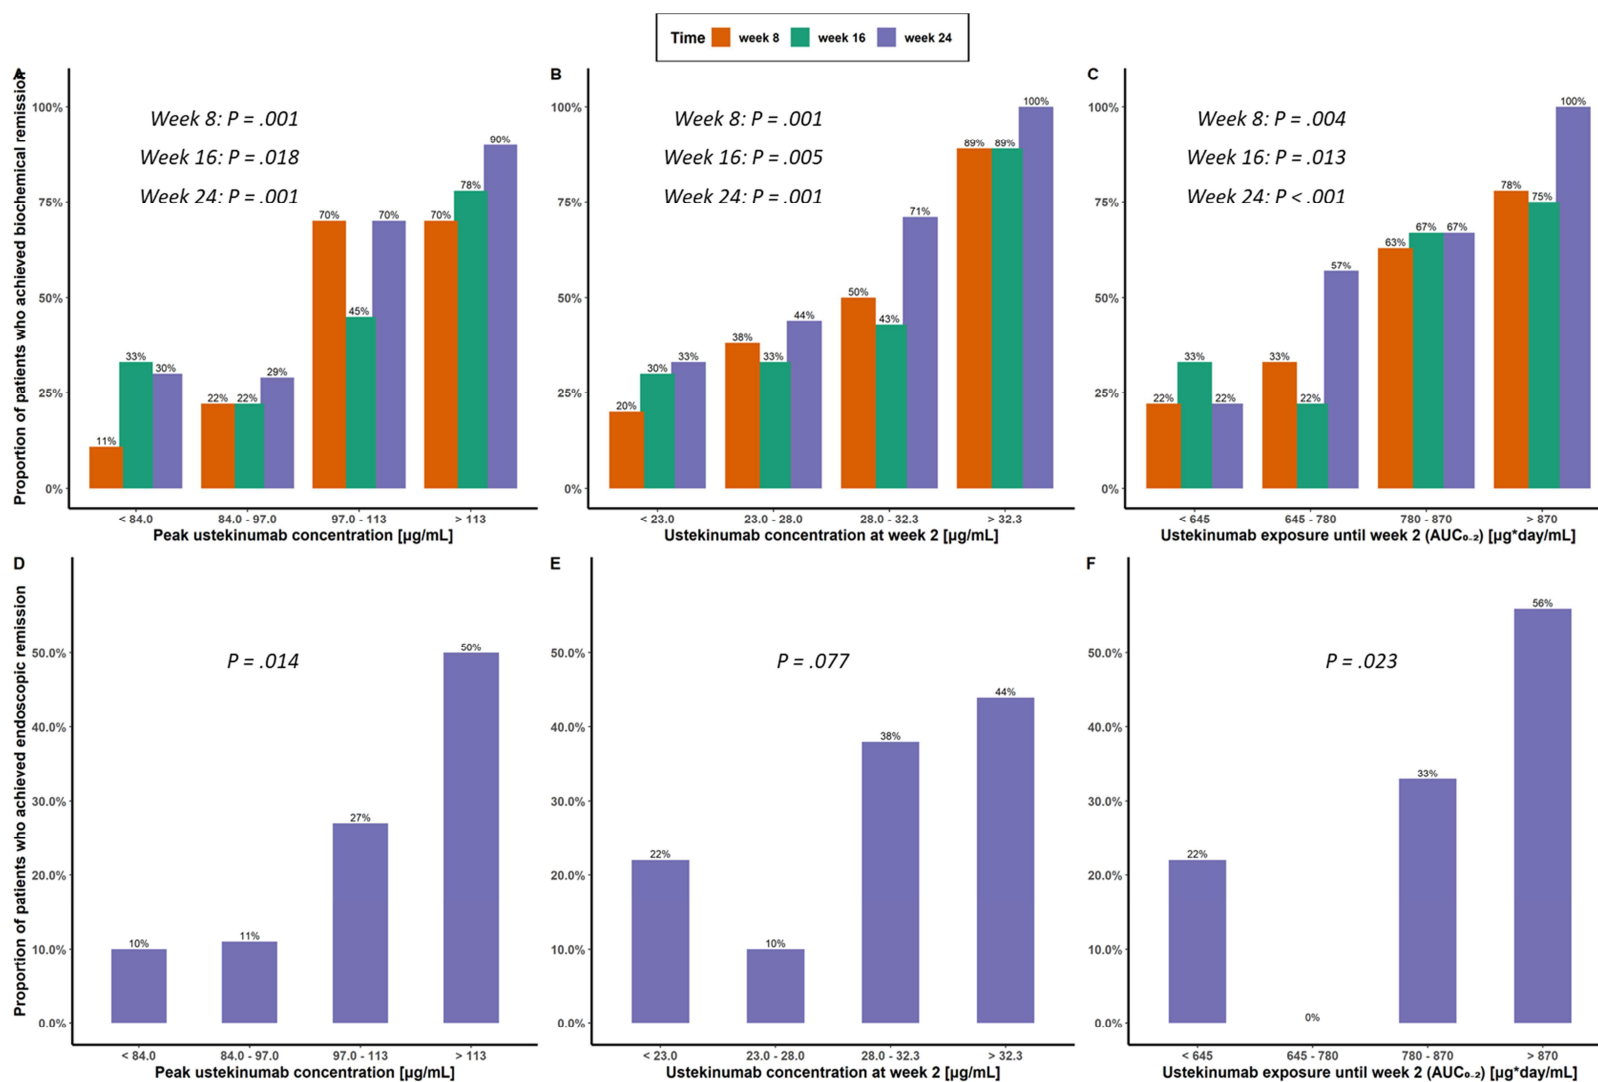 Time week 8 week 16 week 24
A
Proportion of patients who achieved biochemical remission
100%
75%
50%
25%
0%
Week 8: P = .001
Week 16: P = .018
Week 24: P = .001
11%
33%
30%
22%
22%
29%
70%
45%
70%
70%
78%
90%
< 84.0
84.0 - 97.0
97.0 - 113
> 113
Peak ustekinumab concentration [µg/mL]
B
100%
75%
50%
25%
0%
Week 8: P = .001
Week 16: P = .005
Week 24: P = .001
20%
30%
33%
38%
33%
44%
50%
43%
71%
89%
89%
100%
< 23.0
23.0 - 28.0
28.0 - 32.3
> 32.3
Ustekinumab concentration at week 2 [µg/mL]
C
100%
75%
50%
25%
0%
Week 8: P = .004
Week 16: P = .013
Week 24: P < .001
22%
33%
22%
33%
22%
57%
63%
67%
67%
78%
75%
100%
< 645
645 - 780
780 - 870
> 870
Ustekinumab exposure until week 2 (AUC₀₋₂) [µg*day/mL]
D
Proportion of patients who achieved endoscopic remission
50.0%
40.0%
30.0%
20.0%
10.0%
0.0%
P = .014
10%
11%
27%
50%
< 84.0
84.0 - 97.0
97.0 - 113
> 113
Peak ustekinumab concentration [µg/mL]
E
50.0%
40.0%
30.0%
20.0%
10.0%
0.0%
P = .077
22%
10%
38%
44%
< 23.0
23.0 - 28.0
28.0 - 32.3
> 32.3
Ustekinumab concentration at week 2 [µg/mL]
F
50.0%
40.0%
30.0%
20.0%
10.0%
0.0%
P = .023
22%
0%
33%
56%
< 645
645 - 780
780 - 870
> 870
Ustekinumab exposure until week 2 (AUC₀₋₂) [µg*day/mL]